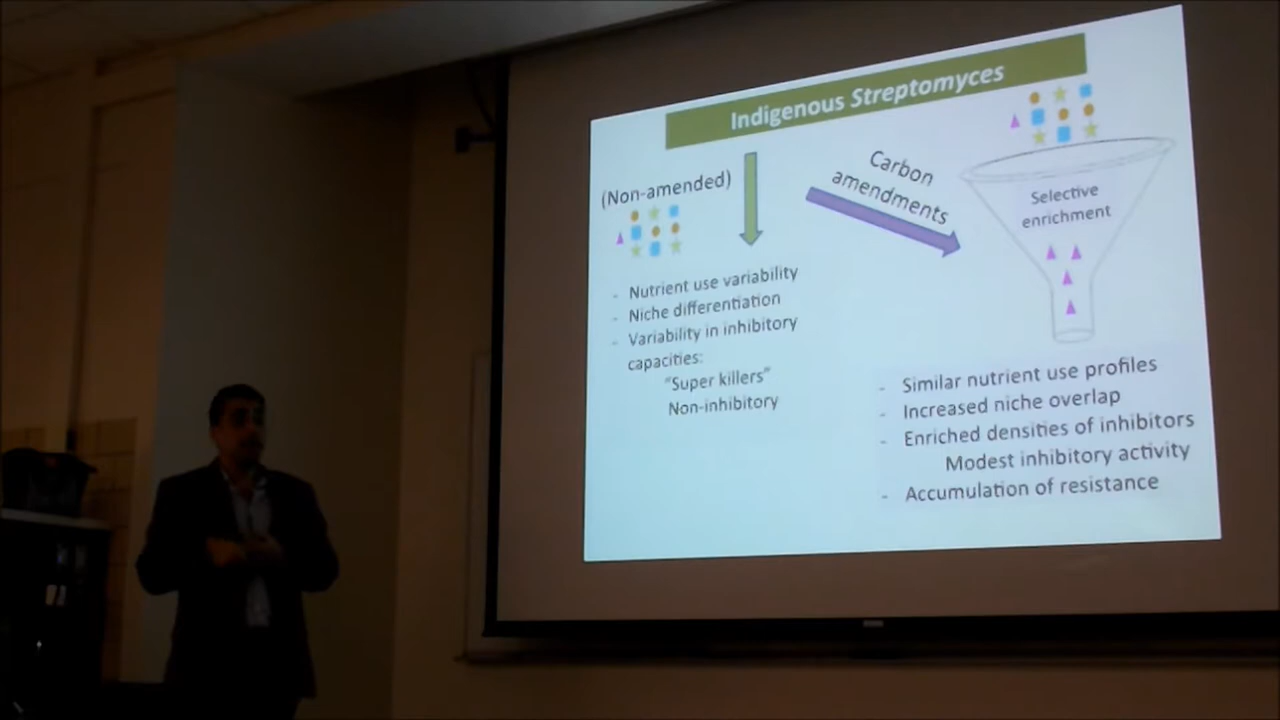 Indigenous Streptomyces
(Non-amended)
- Nutrient use variability
- Niche differentiation
- Variability in inhibitory
capacities:
"Super killers"
Non-inhibitory
Carbon
amendments
Selective
enrichment
- Similar nutrient use profiles
- Increased niche overlap
- Enriched densities of inhibitors
Modest inhibitory activity
- Accumulation of resistance